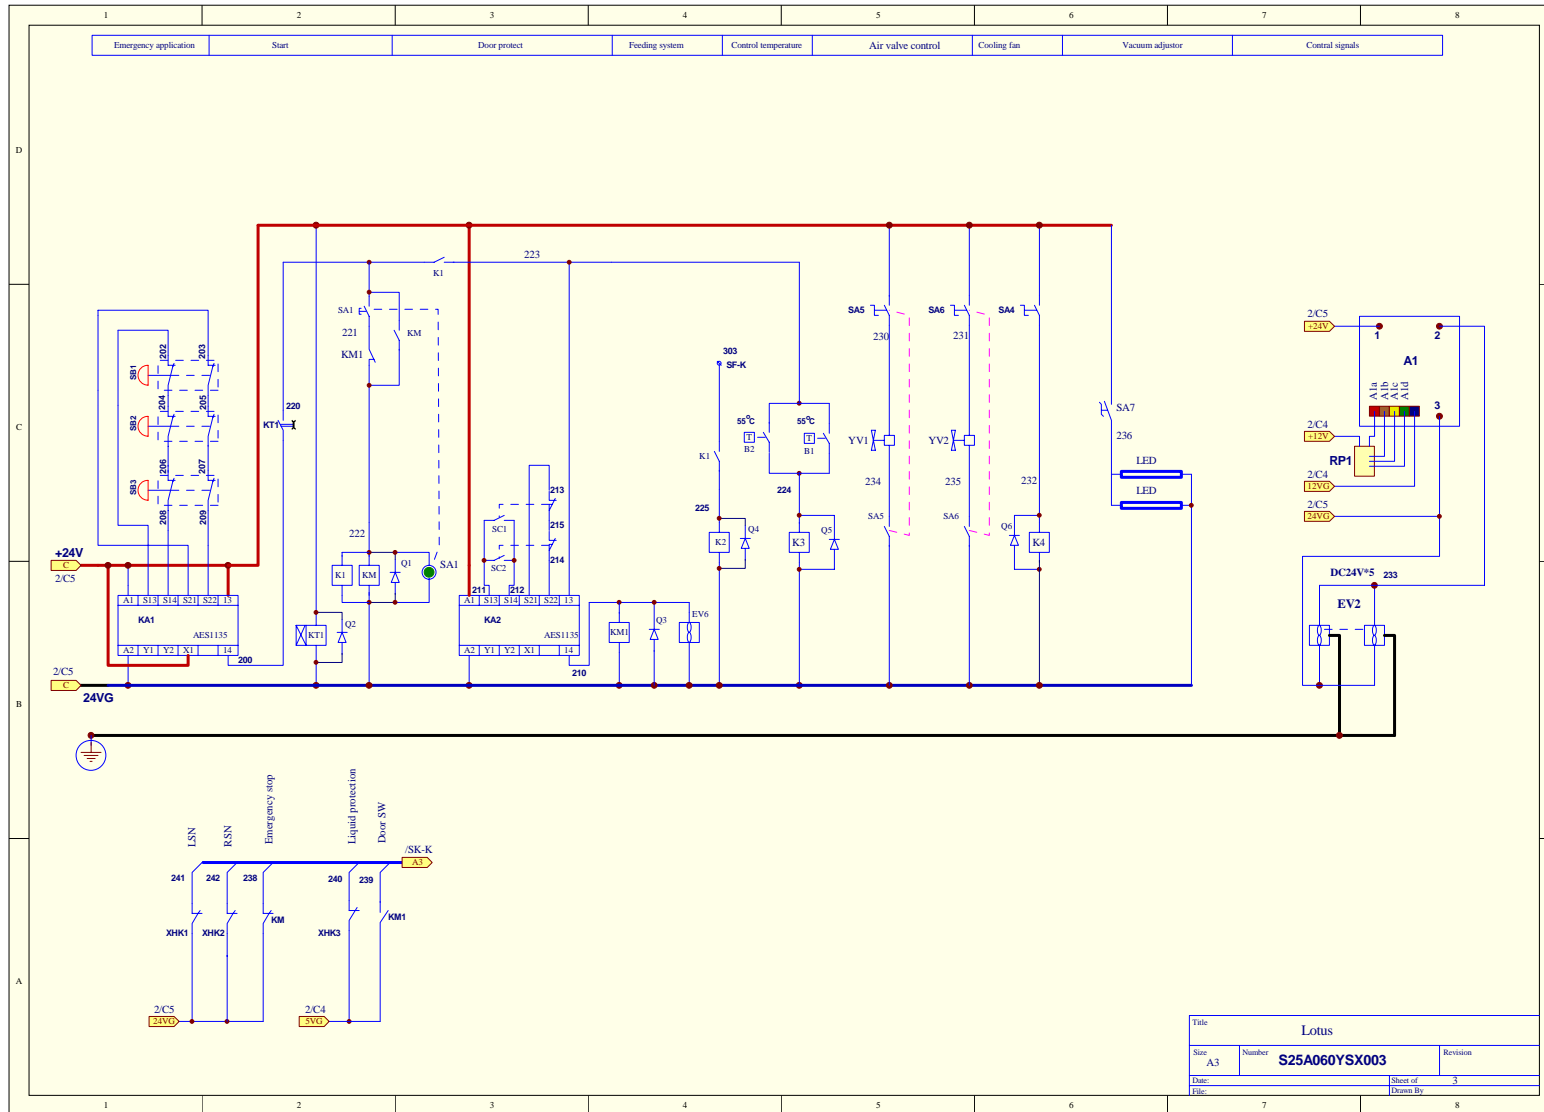 1 2 3 4 5 6 7 8
Emergency application Start Door protect Feeding system Control temperature Air valve control Cooling fan Vacuum adjustor Contral signals
D
223
K1
SA1
221
KM
KM1
SA5
SA6
SA4
230
231
2/C5
+24V
1
2
A1
A1a
A1b
A1c
A1d
3
2/C4
+12V
RP1
2/C4
12VG
2/C5
24VG
202
203
SB1
204
205
SB2
206
207
SB3
208
209
220
KT1
303
SF-K
55°C
55°C
T
B2
T
B1
K1
YV1
YV2
SA7
236
LED
LED
C
C
213
215
214
SC1
SC2
225
224
234
235
232
SA5
SA6
Q6
K4
K2
Q4
K3
Q5
222
K1
KM
Q1
SA1
+24V
C
2/C5
A1 S13 S14 S21 S22 13
KA1
AES1135
A2 Y1 Y2 X1 14
200
KT1
Q2
211
212
A1 S13 S14 S21 S22 13
KA2
AES1135
A2 Y1 Y2 X1 14
210
KM1
Q3
EV6
DC24V*5
233
EV2
2/C5
C
24VG
B
B
LSN
RSN
Emergency stop
Liquid protection
Door SW
/SK-K
A3
241
242
238
240
239
XHK1
XHK2
KM
XHK3
KM1
2/C5
24VG
2/C4
5VG
A
A
D
Title
Lotus
Size
A3
Number
S25A060YSX003
Revision
Date:
Sheet of
3
File:
Drawn By
1 2 3 4 5 6 7 8